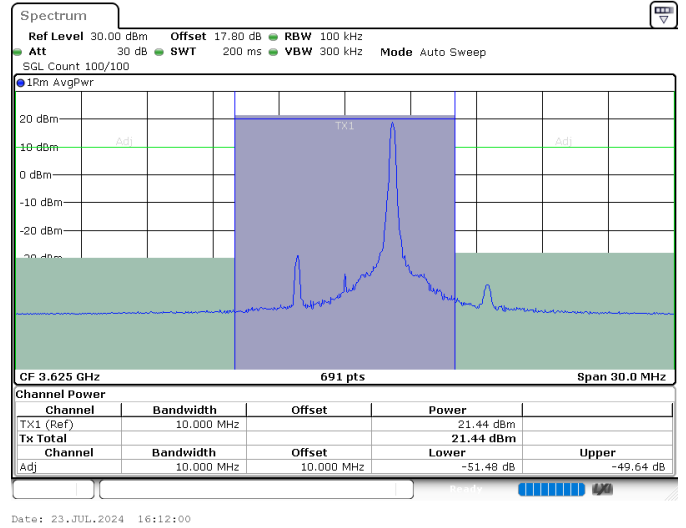 Spectrum
Ref Level 30.00 dBm Offset 17.80 dB RBW 100 kHz
Att 30 dB SWT 200 ms VBW 300 kHz Mode Auto Sweep
SGL Count 100/100
1Rm AvgPwr
20 dBm
TX1
Adj Adj
10 dBm
0 dBm
-10 dBm
-20 dBm
-30 dBm
CF 3.625 GHz 691 pts Span 30.0 MHz
Channel Power
Channel Bandwidth Offset Power
TX1 (Ref) 10.000 MHz 21.44 dBm
Tx Total 21.44 dBm
Channel Bandwidth Offset Lower Upper
Adj 10.000 MHz 10.000 MHz -51.48 dB -49.64 dB
Ready
Date: 23.JUL.2024 16:12:00